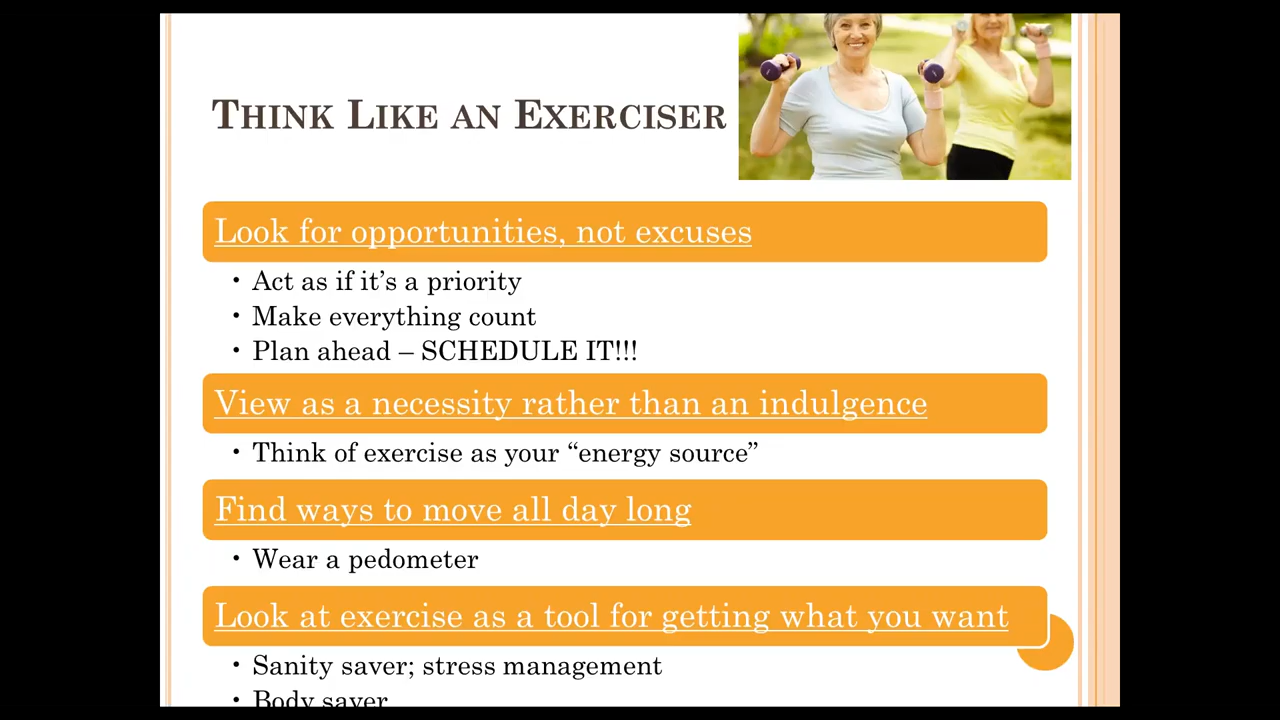 THINK LIKE AN EXERCISER
Look for opportunities, not excuses
• Act as if it’s a priority
• Make everything count
• Plan ahead – SCHEDULE IT!!!
View as a necessity rather than an indulgence
• Think of exercise as your “energy source”
Find ways to move all day long
• Wear a pedometer
Look at exercise as a tool for getting what you want
• Sanity saver; stress management
• Body saver